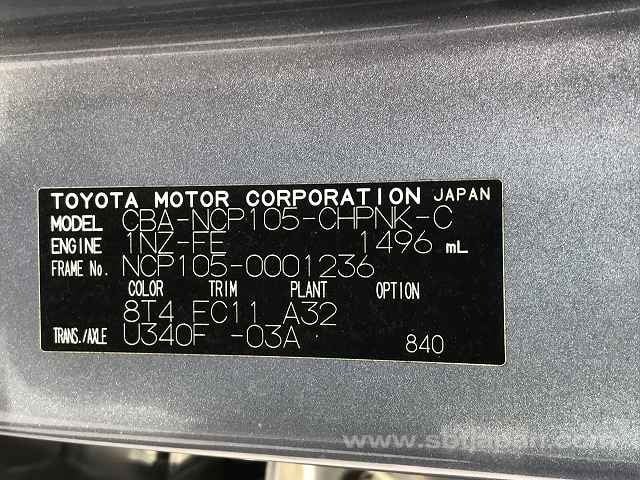 TOYOTA MOTOR CORPORATION JAPAN
MODEL CBA-NCP105-CHPNK-C
ENGINE 1NZ-FE 1496 mL
FRAME No. NCP105-0001236
COLOR TRIM PLANT OPTION
8T4 FC11 A32
TRANS./AXLE U340F -03A 840
www.sbtjapan.com